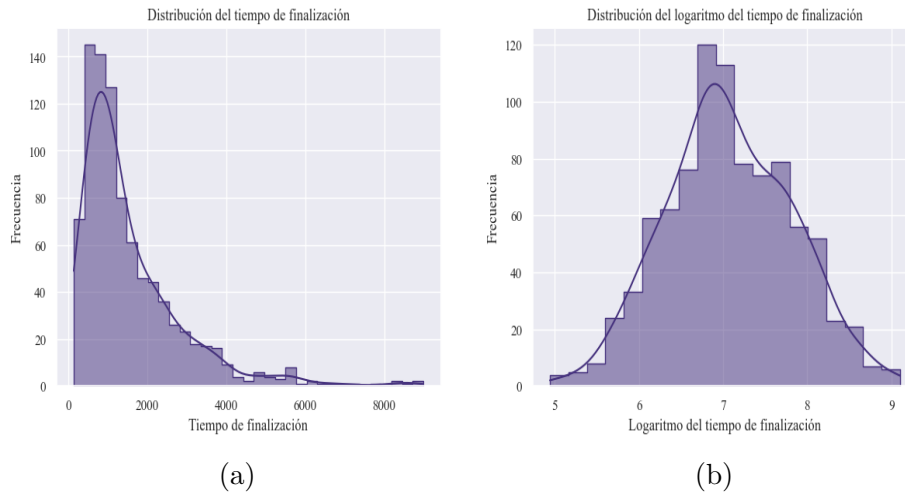 Distribución del tiempo de finalización
Frecuencia
140
120
100
80
60
40
20
0
0 2000 4000 6000 8000
Tiempo de finalización
(a)
Distribución del logaritmo del tiempo de finalización
Frecuencia
120
100
80
60
40
20
0
5 6 7 8 9
Logaritmo del tiempo de finalización
(b)